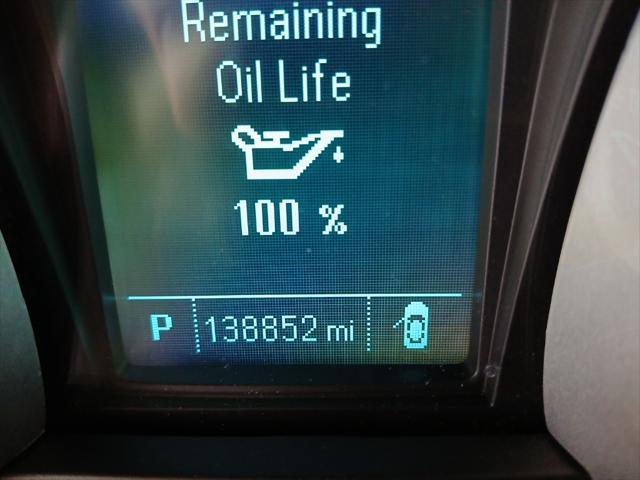 Remaining
Oil Life
100 %
P 138852 mi